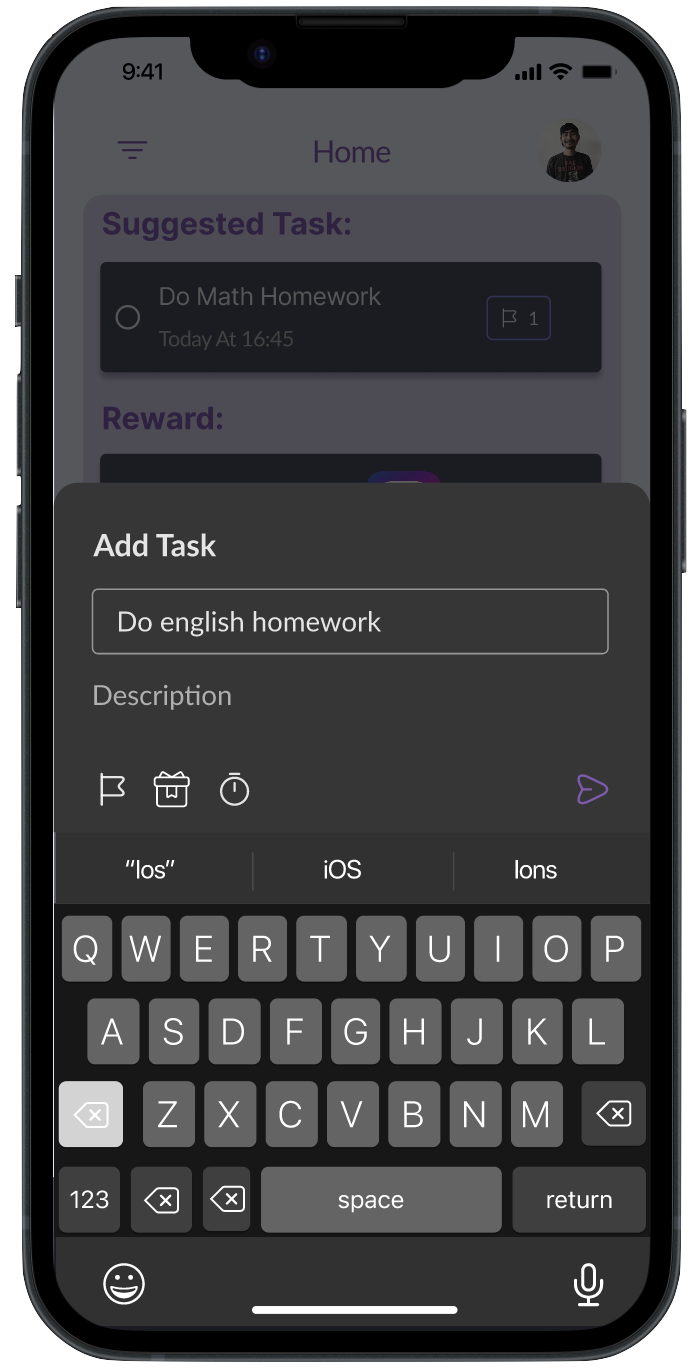 9:41
Home
Suggested Task:
Do Math Homework
Today At 16:45
1
Reward:
Add Task
Do english homework
Description
“Ios” iOS Ions
Q W E R T Y U I O P
A S D F G H J K L
Z X C V B N M
123 space return